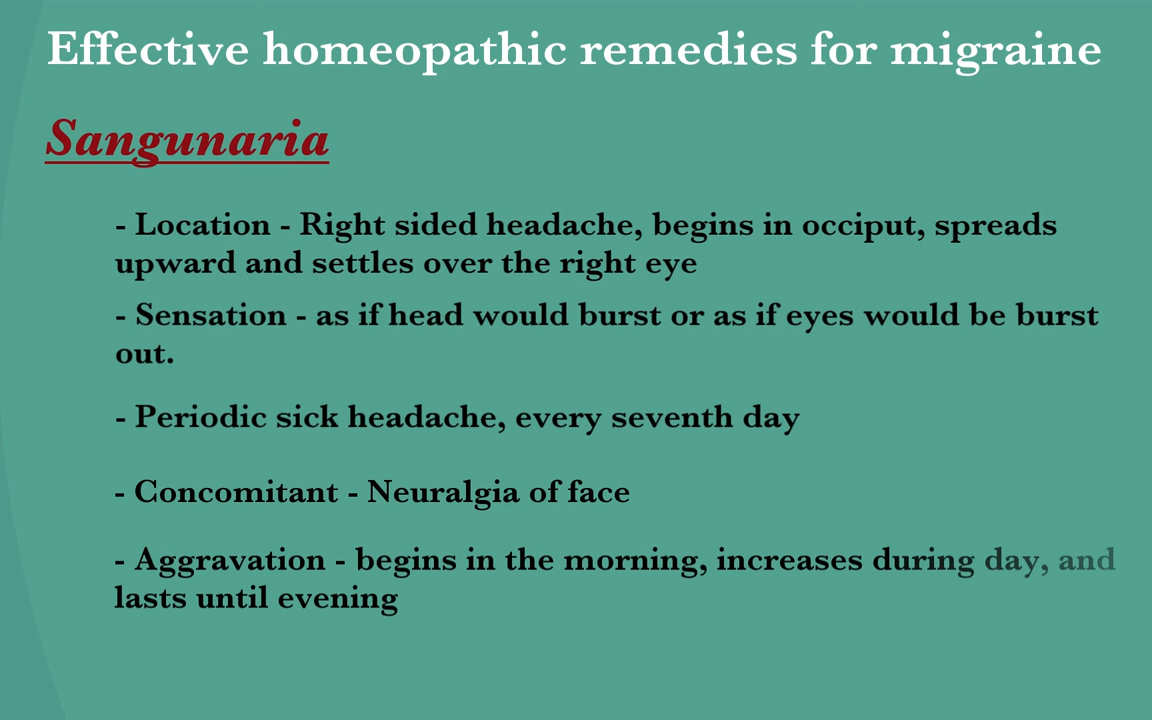 Effective homeopathic remedies for migraine
Sangunaria
- Location - Right sided headache, begins in occiput, spreads
upward and settles over the right eye
- Sensation - as if head would burst or as if eyes would be burst
out.
- Periodic sick headache, every seventh day
- Concomitant - Neuralgia of face
- Aggravation - begins in the morning, increases during day, and
lasts until evening